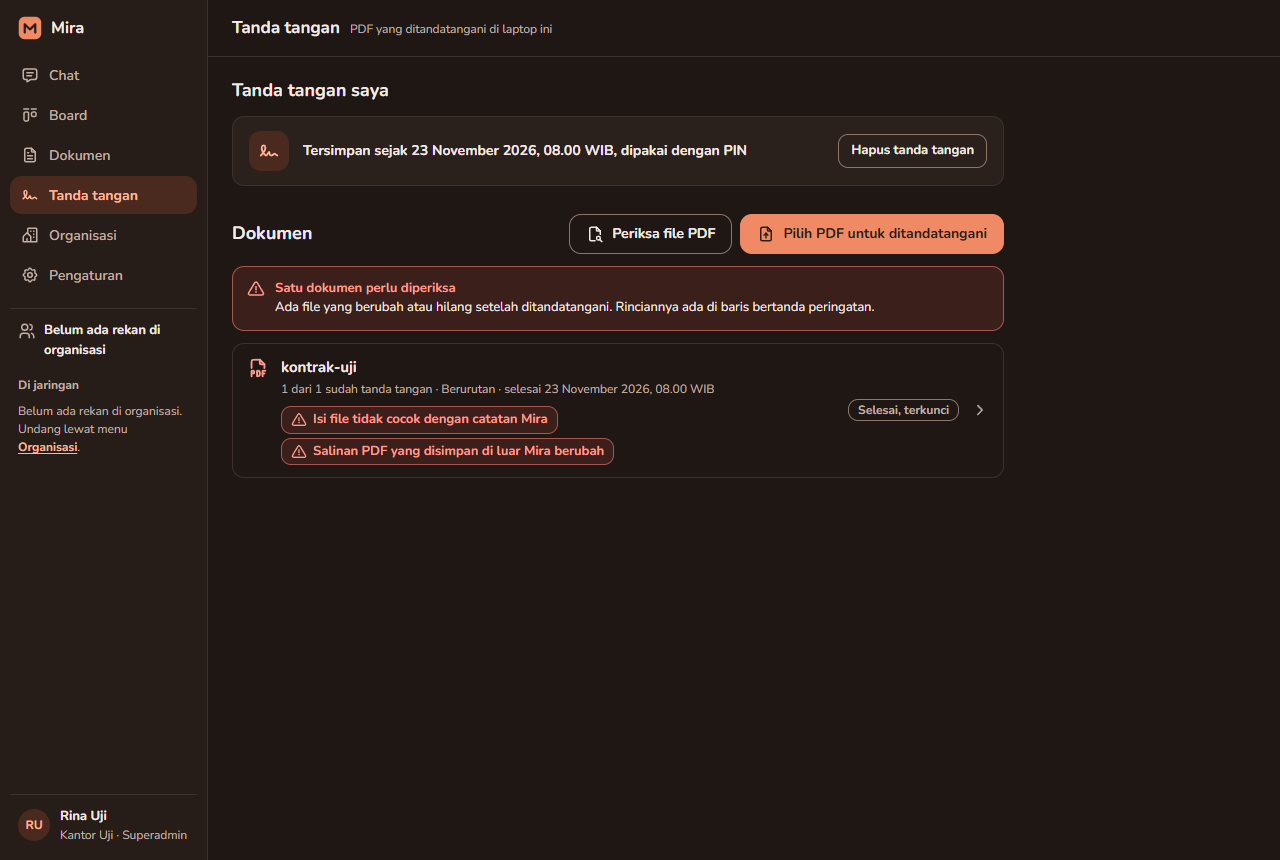 Mira
Chat
Board
Dokumen
Tanda tangan
Organisasi
Pengaturan
Belum ada rekan di
organisasi
Di jaringan
Belum ada rekan di organisasi.
Undang lewat menu
Organisasi.
RU
Rina Uji
Kantor Uji · Superadmin
Tanda tangan PDF yang ditandatangani di laptop ini
Tanda tangan saya
Tersimpan sejak 23 November 2026, 08.00 WIB, dipakai dengan PIN
Hapus tanda tangan
Dokumen
Periksa file PDF
Pilih PDF untuk ditandatangani
Satu dokumen perlu diperiksa
Ada file yang berubah atau hilang setelah ditandatangani. Rinciannya ada di baris bertanda peringatan.
PDF
kontrak-uji
1 dari 1 sudah tanda tangan · Berurutan · selesai 23 November 2026, 08.00 WIB
Isi file tidak cocok dengan catatan Mira
Salinan PDF yang disimpan di luar Mira berubah
Selesai, terkunci